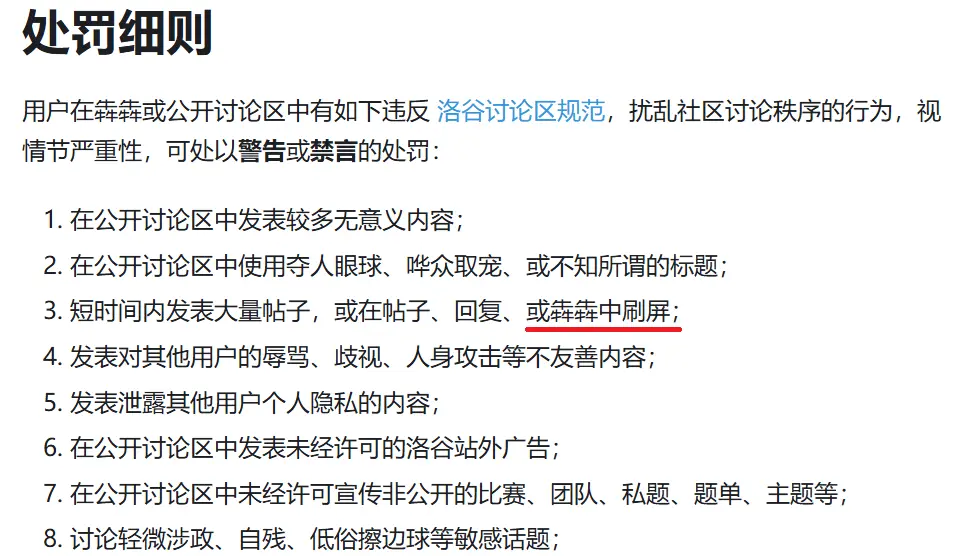 处罚细则
用户在犇犇或公开讨论区中有如下违反 洛谷讨论区规范，扰乱社区讨论秩序的行为，视
情节严重性，可处以警告或禁言的处罚：
1. 在公开讨论区中发表较多无意义内容；
2. 在公开讨论区中使用夺人眼球、哗众取宠、或不知所谓的标题；
3. 短时间内发表大量帖子，或在帖子、回复、或犇犇中刷屏；
4. 发表对其他用户的辱骂、歧视、人身攻击等不友善内容；
5. 发表泄露其他用户个人隐私的内容；
6. 在公开讨论区中发表未经许可的洛谷站外广告；
7. 在公开讨论区中未经许可宣传非公开的比赛、团队、私题、题单、主题等；
8. 讨论轻微涉政、自残、低俗擦边球等敏感话题；